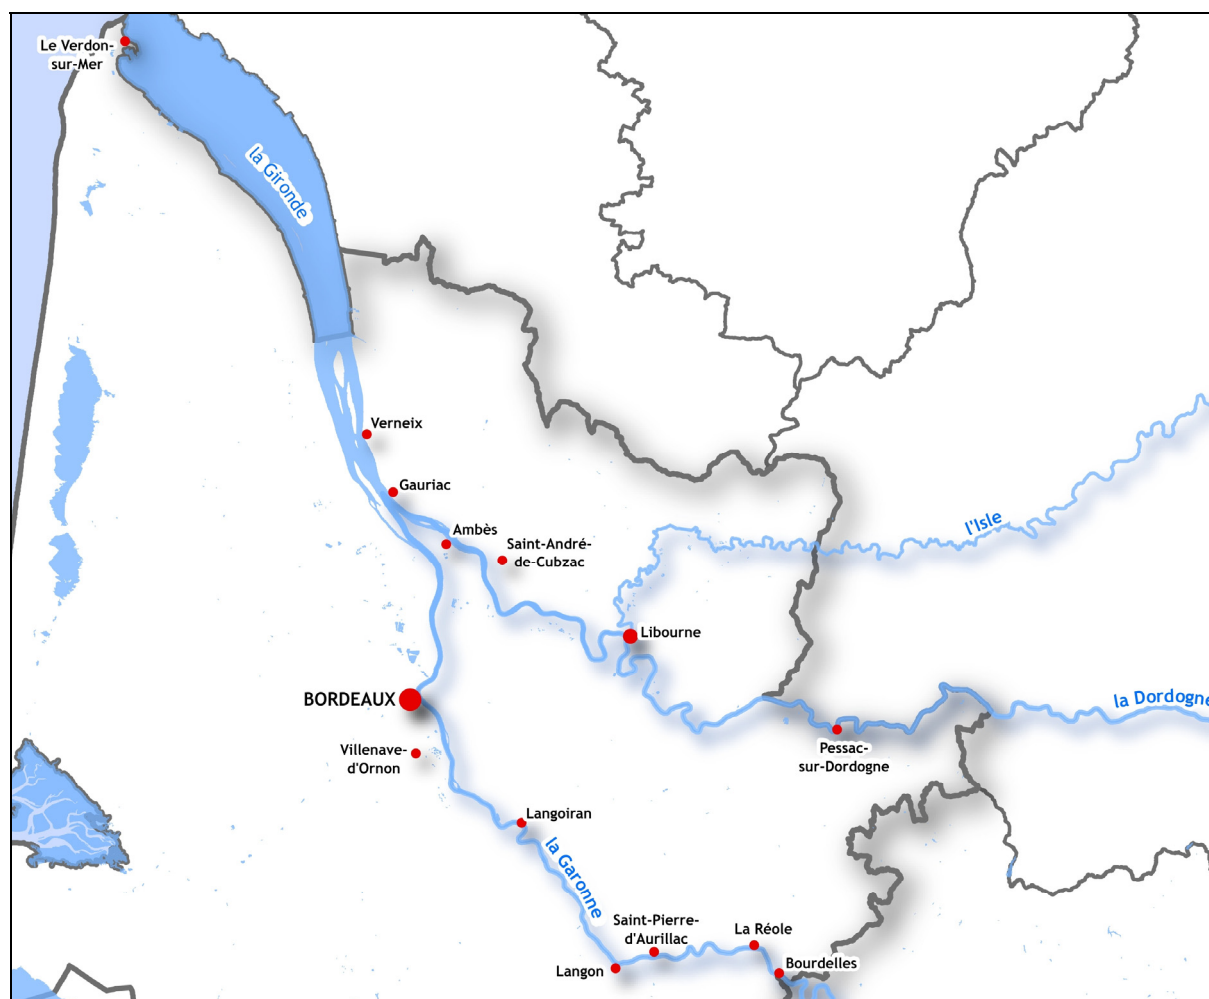 Le Verdon-
sur-Mer
la Gironde
Verneix
Gauriac
Ambès
Saint-André-
de-Cubzac
l'Isle
Libourne
BORDEAUX
la Dordogne
Villenave-
d'Ornon
Pessac-
sur-Dordogne
Langoiran
la Garonne
Saint-Pierre-
d'Aurillac
La Réole
Langon
Bourdelles